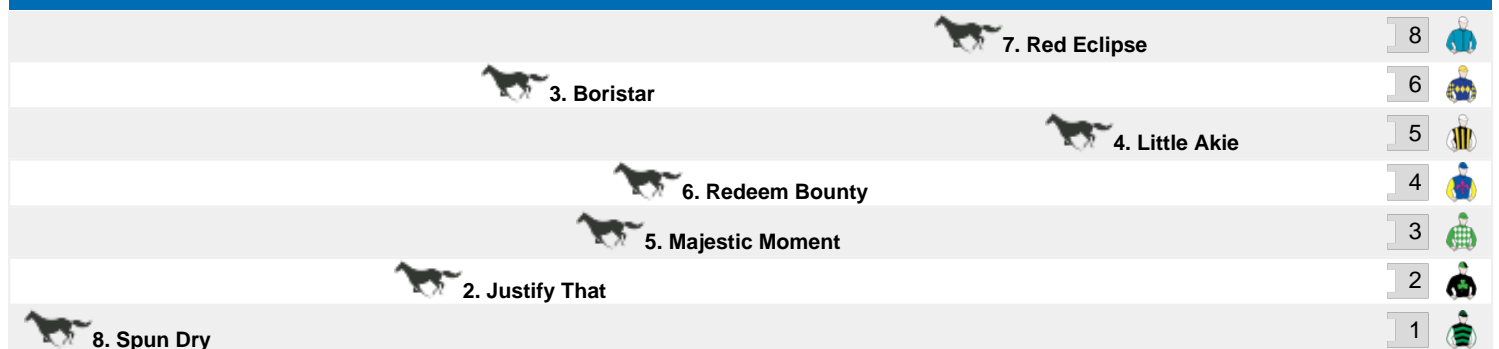 7. Red Eclipse 8
3. Boristar 6
4. Little Akie 5
6. Redeem Bounty 4
5. Majestic Moment 3
2. Justify That 2
8. Spun Dry 1